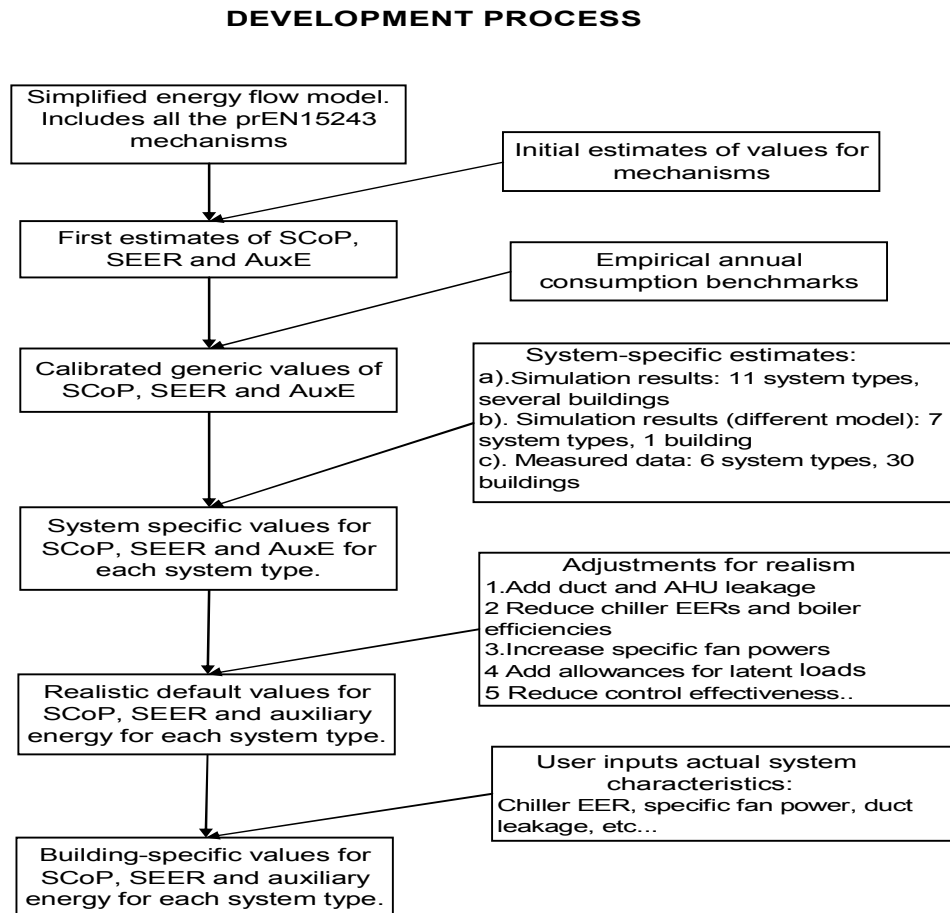 DEVELOPMENT PROCESS
Simplified energy flow model.
Includes all the prEN15243
mechanisms
Initial estimates of values for
mechanisms
First estimates of SCoP,
SEER and AuxE
Empirical annual
consumption benchmarks
Calibrated generic values of
SCoP, SEER and AuxE
System-specific estimates:
a).Simulation results: 11 system types,
several buildings
b). Simulation results (different model): 7
system types, 1 building
c). Measured data: 6 system types, 30
buildings
System specific values for
SCoP, SEER and AuxE for
each system type.
Adjustments for realism
1.Add duct and AHU leakage
2 Reduce chiller EERs and boiler
efficiencies
3.Increase specific fan powers
4 Add allowances for latent loads
5 Reduce control effectiveness..
Realistic default values for
SCoP, SEER and auxiliary
energy for each system type.
User inputs actual system
characteristics:
Chiller EER, specific fan power, duct
leakage, etc...
Building-specific values for
SCoP, SEER and auxiliary
energy for each system type.